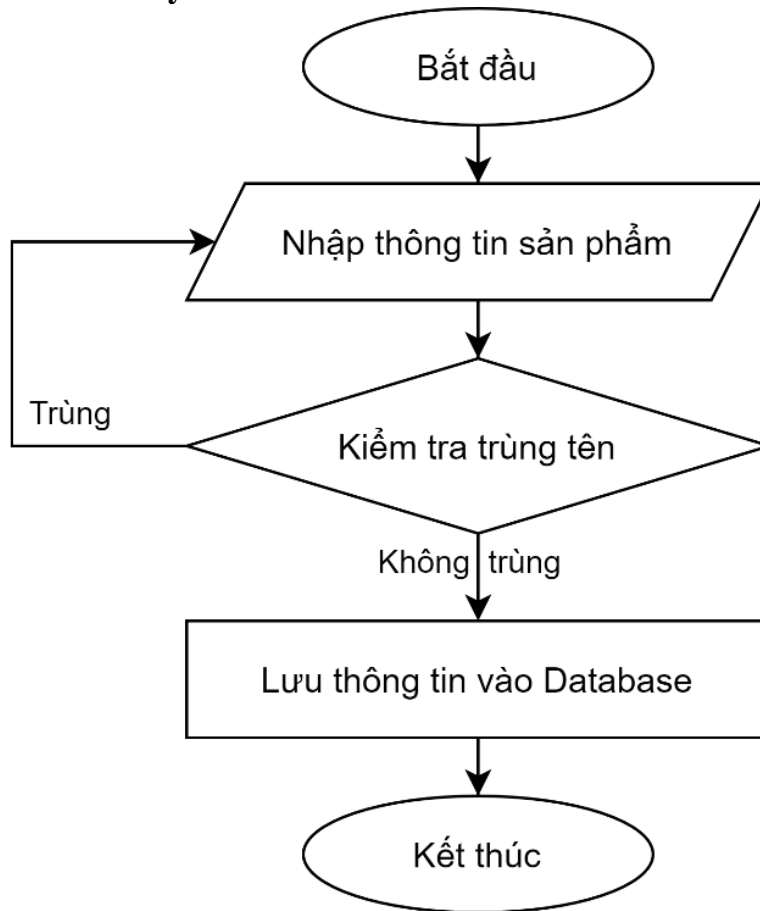 Bắt đầu
Nhập thông tin sản phẩm
Trùng
Kiểm tra trùng tên
Không trùng
Lưu thông tin vào Database
Kết thúc